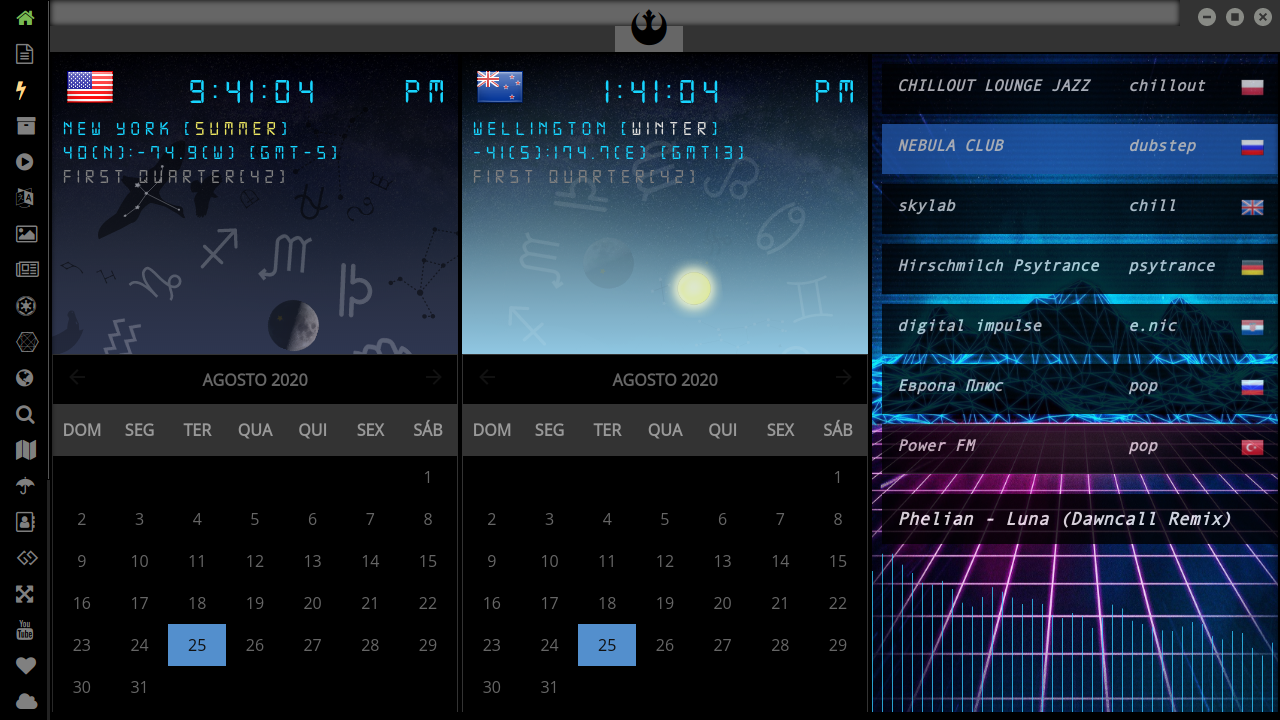 9:41:04 PM
NEW YORK (SUMMER)
40(N):-74.9(W) (GMT-5)
FIRST QUARTER(42)
AGOSTO 2020
DOM SEG TER QUA QUI SEX SÁB
1
2 3 4 5 6 7 8
9 10 11 12 13 14 15
16 17 18 19 20 21 22
23 24 25 26 27 28 29
30 31
1:41:04 PM
WELLINGTON (WINTER)
-41(S):174.7(E) (GMT13)
FIRST QUARTER(42)
AGOSTO 2020
DOM SEG TER QUA QUI SEX SÁB
1
2 3 4 5 6 7 8
9 10 11 12 13 14 15
16 17 18 19 20 21 22
23 24 25 26 27 28 29
30 31
CHILLOUT LOUNGE JAZZ chillout
NEBULA CLUB dubstep
skylab chill
Hirschmilch Psytrance psytrance
digital impulse e.nic
Европа Плюс pop
Power FM pop
Phelian - Luna (Dawncall Remix)
You
Tube